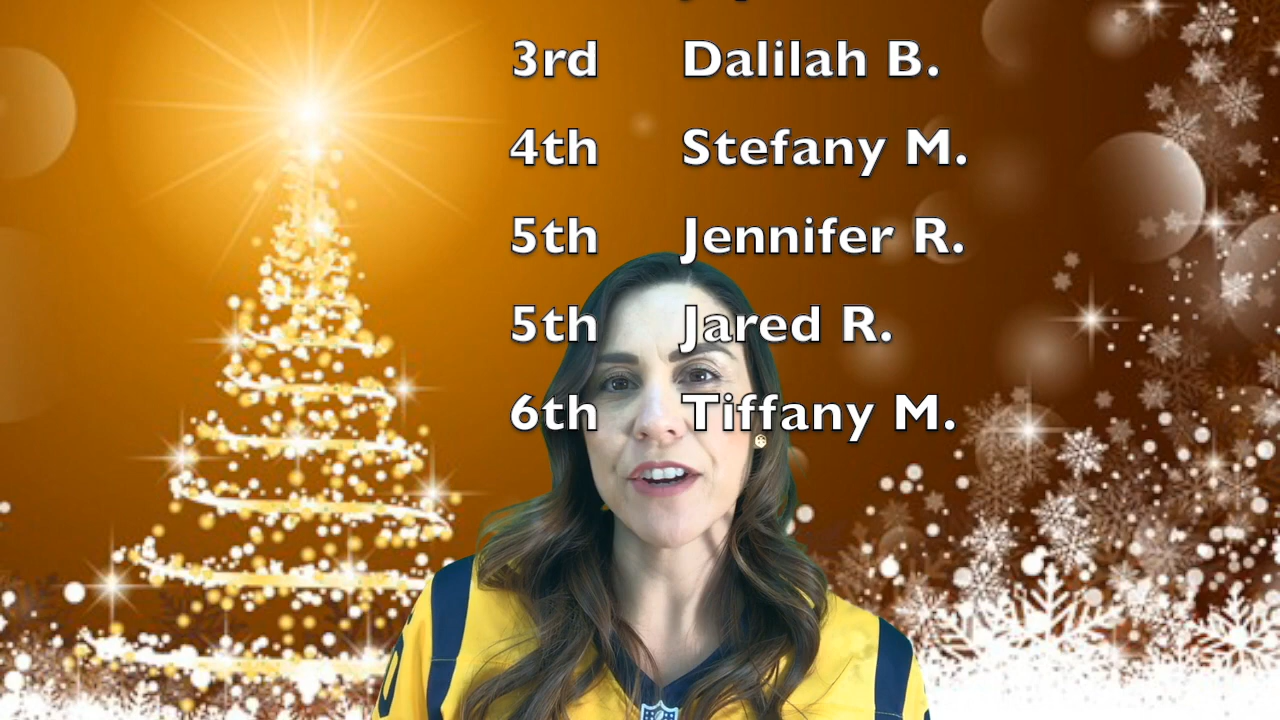 3rd Dalilah B.
4th Stefany M.
5th Jennifer R.
5th Jared R.
6th Tiffany M.